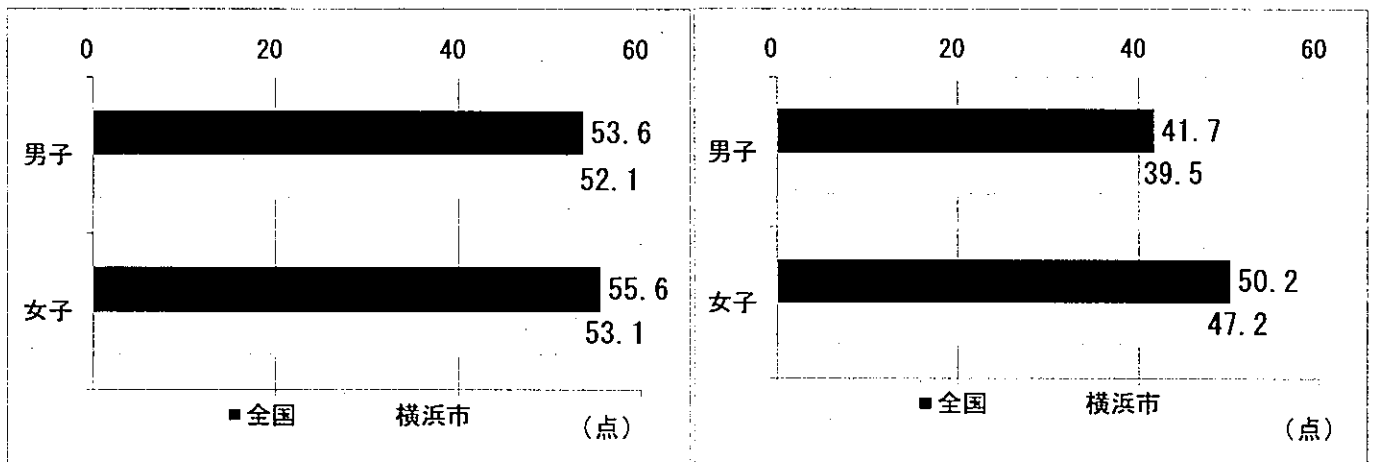 0 20 40 60
男子 53.6
52.1
女子 55.6
53.1
■全国 横浜市
(点)
0 20 40 60
男子 41.7
39.5
女子 50.2
47.2
■全国 横浜市
(点)